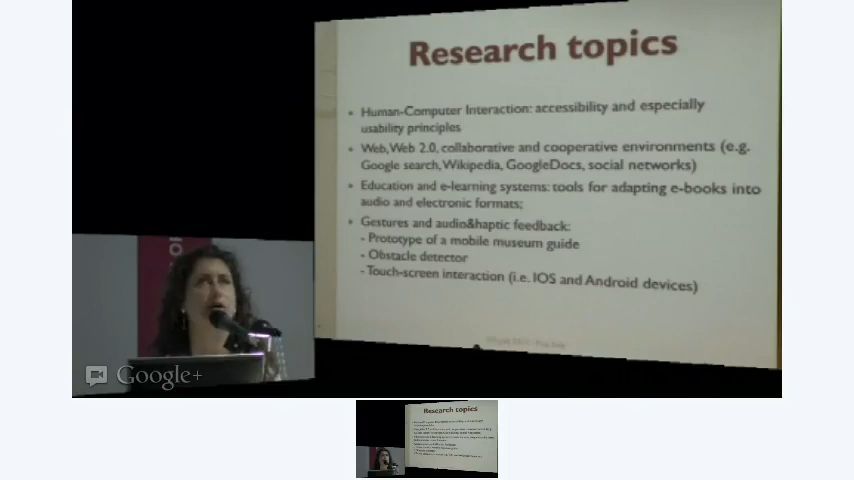 Research topics
Human-Computer Interaction: accessibility and especially
usability principles
Web, Web 2.0, collaborative and cooperative environments (e.g.
Google search, Wikipedia, GoogleDocs, social networks)
Education and e-learning systems: tools for adapting e-books into
audio and electronic formats;
Gestures and audio&haptic feedback:
- Prototype of a mobile museum guide
- Obstacle detector
- Touch-screen interaction (i.e. IOS and Android devices)
Google+
Research topics